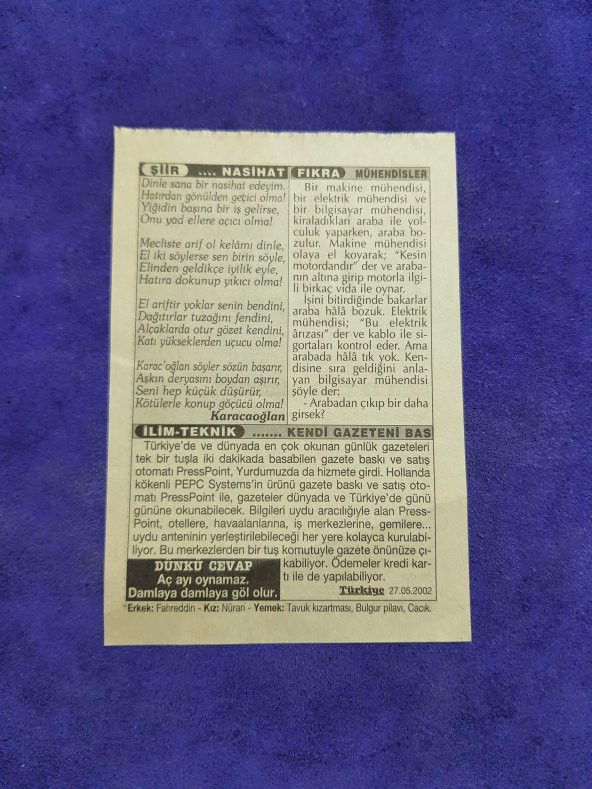 ŞİİR .... NASİHAT
Dinle sana bir nasihat edeyim.
Hatırdan gönülden geçici olma!
Yiğidin başına bir iş gelirse,
Onu yad ellere açıcı olma!
Mecliste arif ol kelâmı dinle,
El iki söylerse sen birin söyle,
Elinden geldikçe iyilik eyle,
Hatıra dokunup yıkıcı olma!
El ariftir yoklar senin bendini,
Dağıtırlar tuzağını fendini,
Alçaklarda otur gözet kendini,
Katı yükseklerden uçucu olma!
Karac'oğlan söyler sözün başarır,
Aşkın deryasını boydan aşırır,
Seni hep küçük düşürür,
Kötülerle konup göçücü olma!
Karacaoğlan
FIKRA MÜHENDİSLER
Bir makine mühendisi,
bir elektrik mühendisi ve
bir bilgisayar mühendisi,
kiraladıkları araba ile yol-
culuk yaparken, araba bo-
zulur. Makine mühendisi
olaya el koyarak; "Kesin
motordandır" der ve araba-
nın altına girip motorla ilgi-
li birkaç vida ile oynar.
İşini bitirdiğinde bakarlar
araba hâlâ bozuk. Elektrik
mühendisi; "Bu elektrik
ârızası" der ve kablo ile si-
gortaları kontrol eder. Ama
arabada hâlâ tık yok. Ken-
disine sıra geldiğini anla-
yan bilgisayar mühendisi
şöyle der:
- Arabadan çıkıp bir daha
girsek?
İLİM-TEKNİK ....... KENDİ GAZETENİ BAS
Türkiye'de ve dünyada en çok okunan günlük gazeteleri
tek bir tuşla iki dakikada basabilen gazete baskı ve satış
otomatı PressPoint, Yurdumuzda da hizmete girdi. Hollanda
kökenli PEPC Systems'in ürünü gazete baskı ve satış oto-
matı PressPoint ile, gazeteler dünyada ve Türkiye'de günü
gününe okunabilecek. Bilgileri uydu aracılığıyle alan Press-
Point, otellere, havaalanlarına, iş merkezlerine, gemilere...
uydu anteninin yerleştirilebileceği her yere kolayca kurulabi-
liyor. Bu merkezlerden bir tuş komutuyle gazete önünüze çı-
kabiliyor. Ödemeler kredi kar-
tı ile de yapılabiliyor.
Türkiye 27.05.2002
DÜNKÜ CEVAP
Aç ayı oynamaz.
Damlaya damlaya göl olur.
Erkek: Fahreddin - Kız: Nûran - Yemek: Tavuk kızartması, Bulgur pilavı, Cacık.